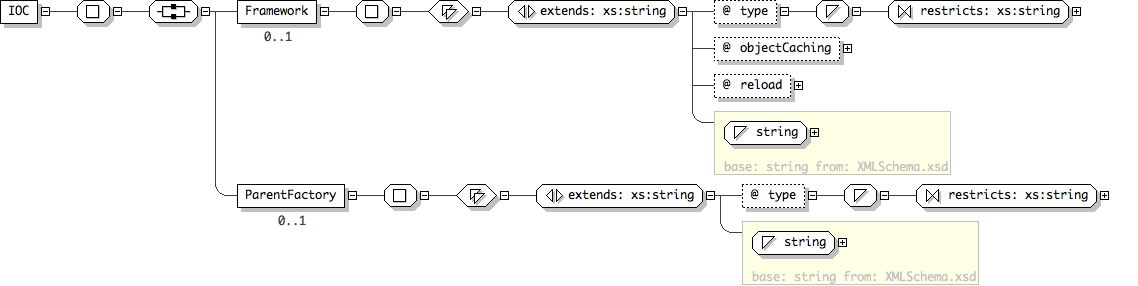 IOC
Framework
0..1
extends: xs:string
@ type
restricts: xs:string
@ objectCaching
@ reload
string
base: string from: XMLSchema.xsd
ParentFactory
0..1
extends: xs:string
@ type
restricts: xs:string
string
base: string from: XMLSchema.xsd